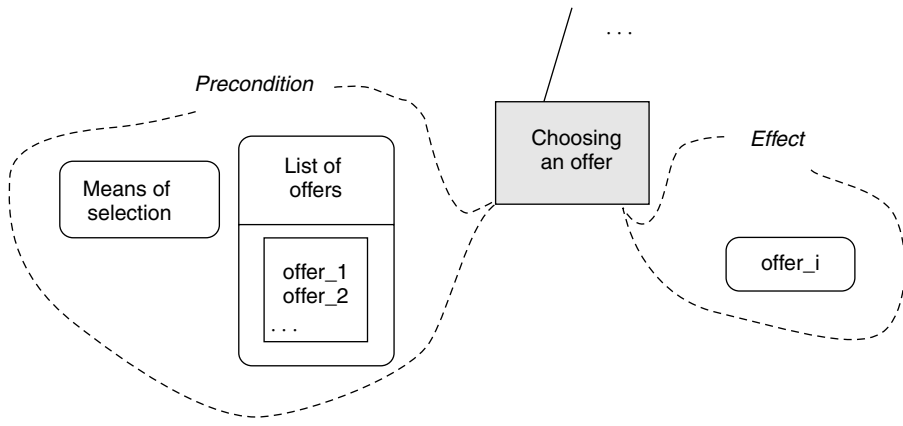 . . .
Precondition
Choosing
an offer
Effect
List of
offers
Means of
selection
offer_1
offer_2
. . .
offer_i